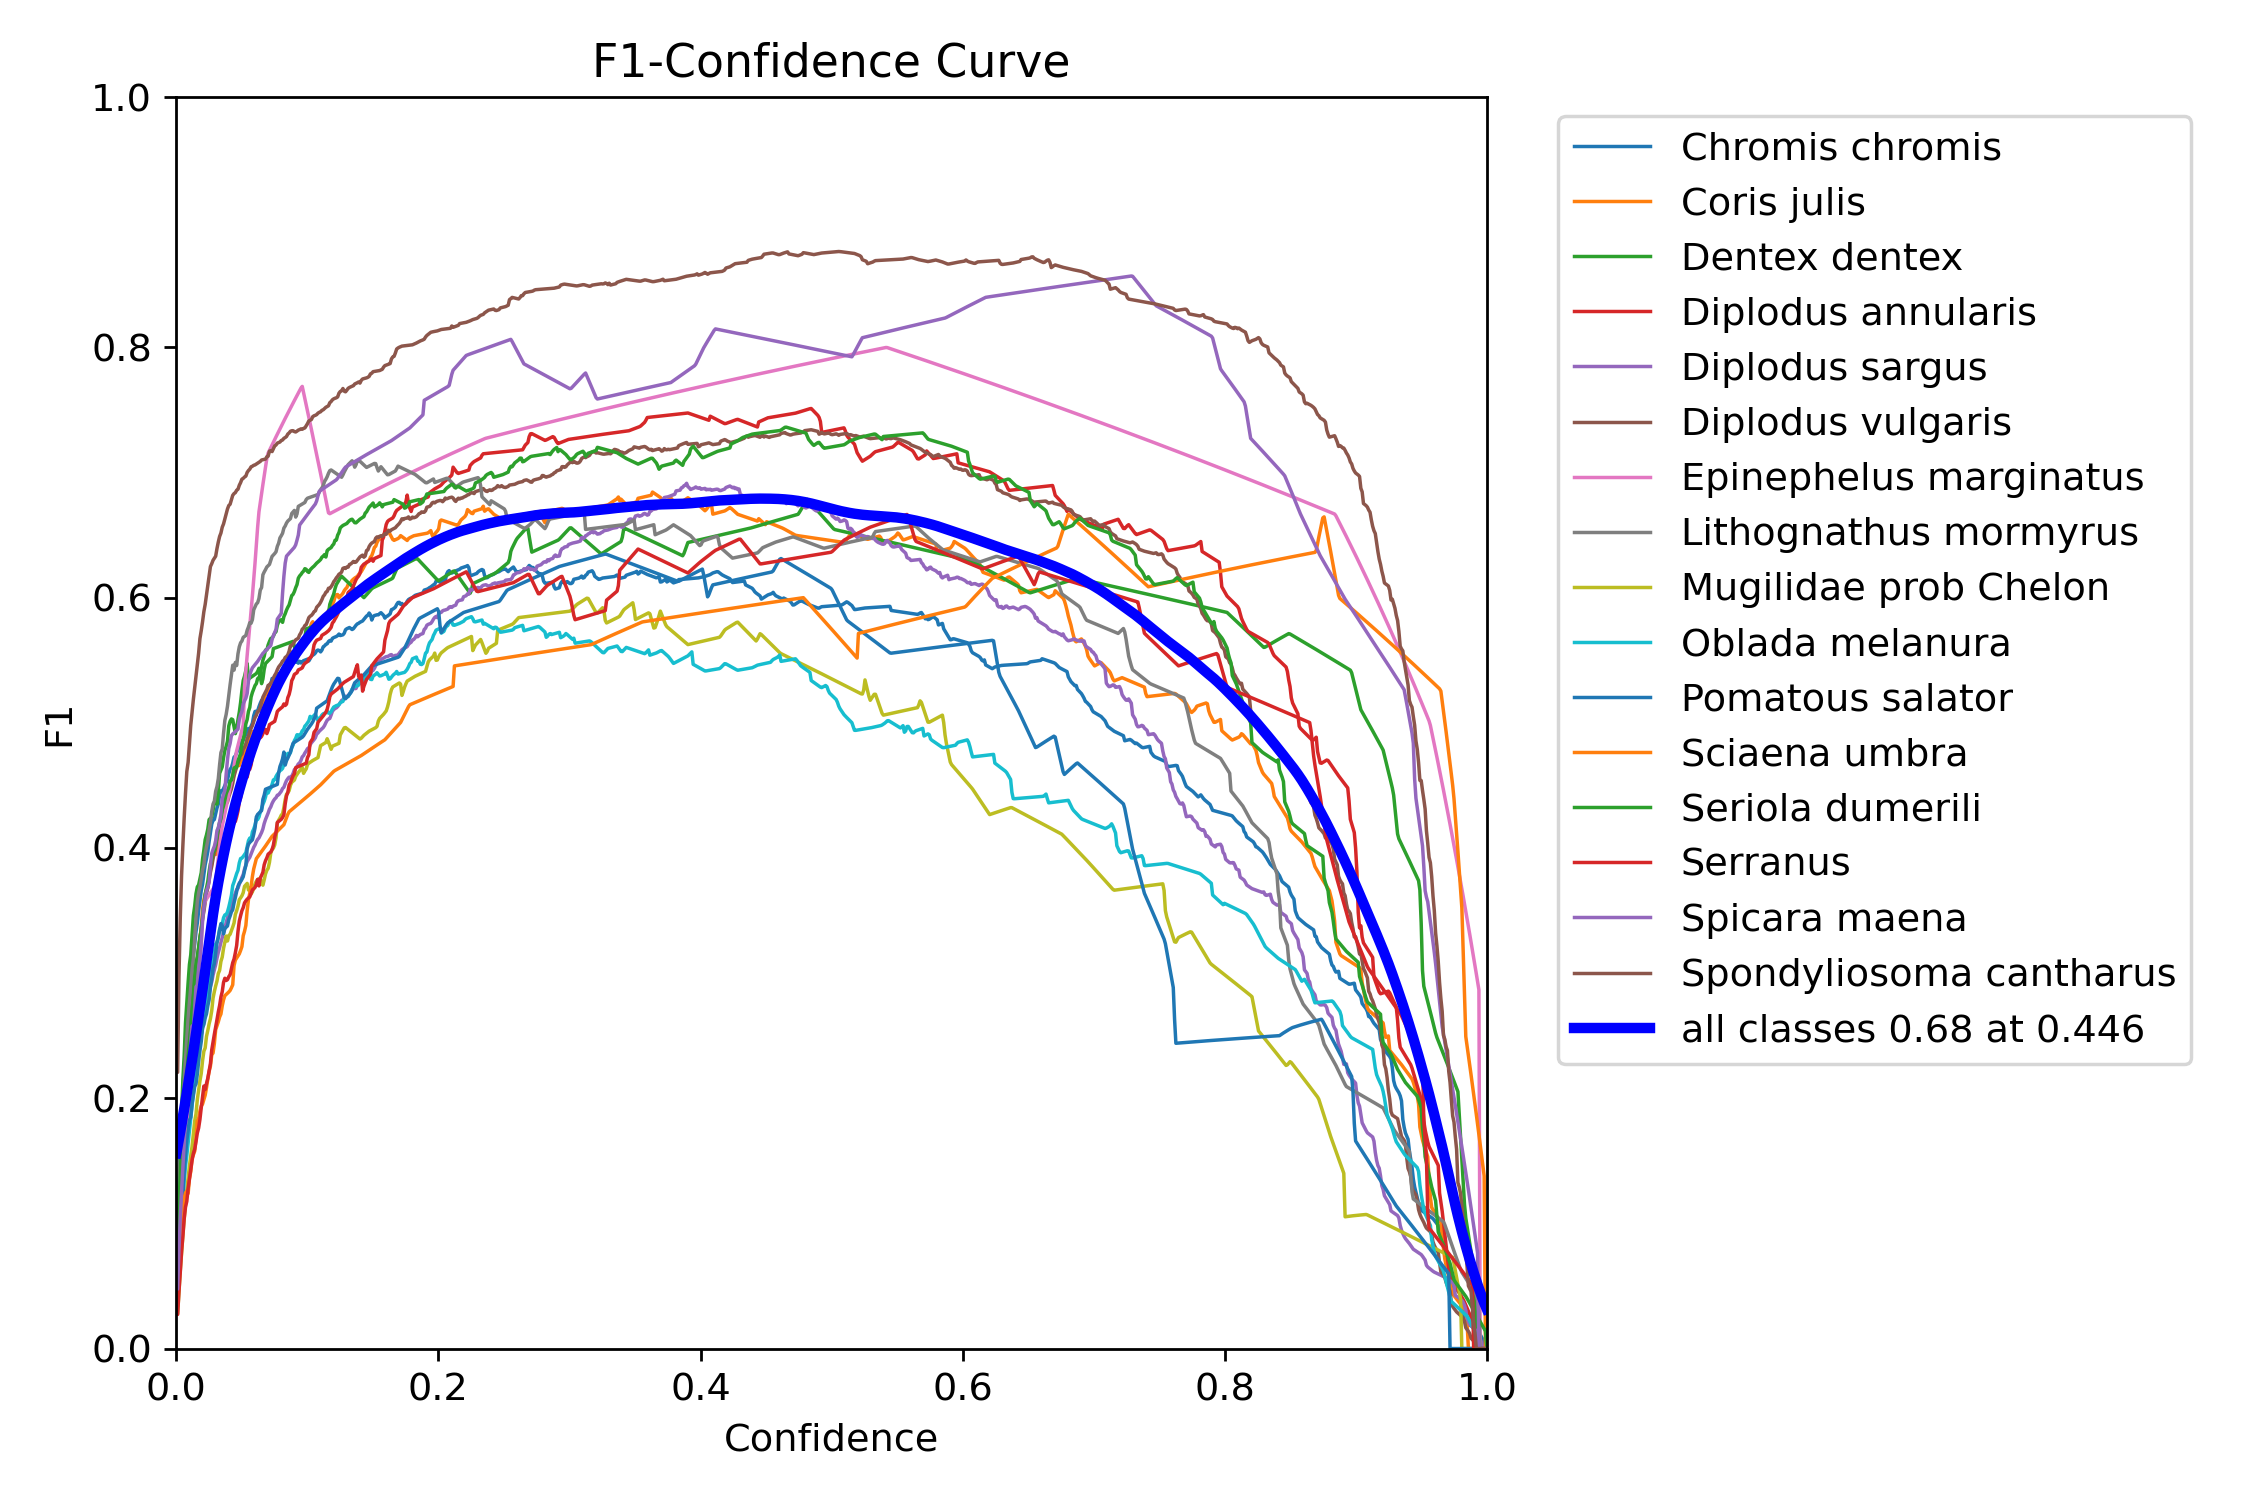 F1-Confidence Curve
1.0
0.8
0.6
0.4
0.2
0.0
F1
0.0 0.2 0.4 0.6 0.8 1.0
Confidence
Chromis chromis
Coris julis
Dentex dentex
Diplodus annularis
Diplodus sargus
Diplodus vulgaris
Epinephelus marginatus
Lithognathus mormyrus
Mugilidae prob Chelon
Oblada melanura
Pomatous salator
Sciaena umbra
Seriola dumerili
Serranus
Spicara maena
Spondyliosoma cantharus
all classes 0.68 at 0.446